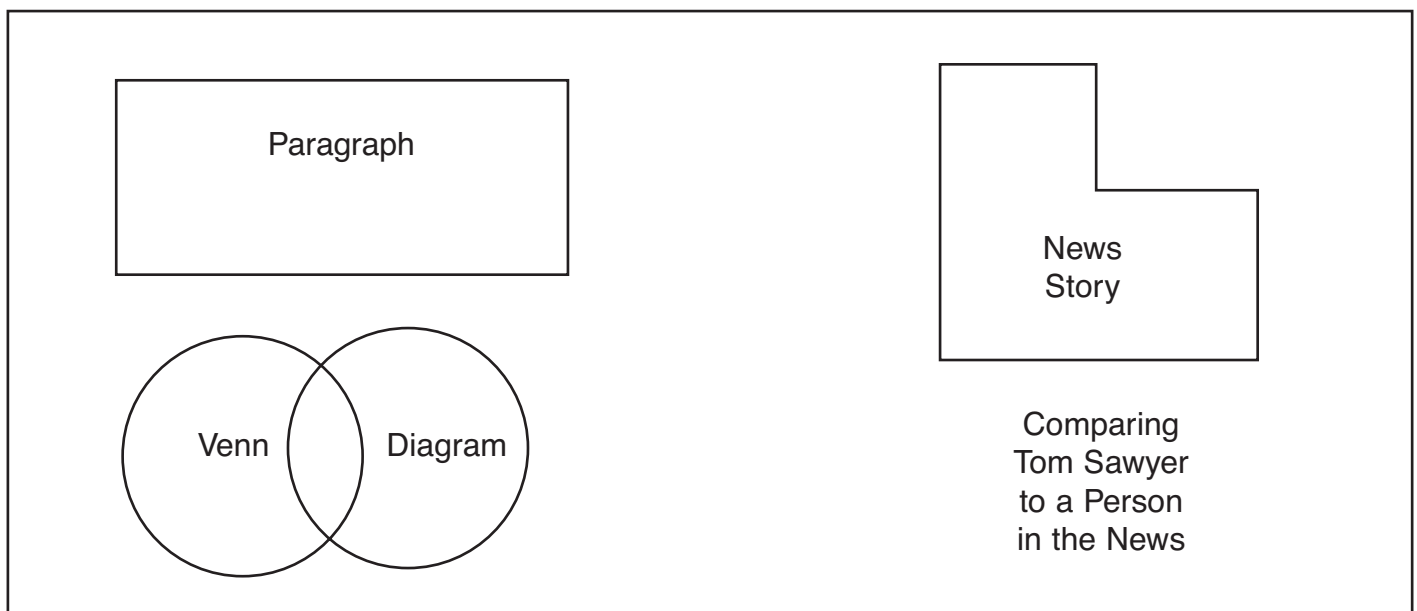 Paragraph
Venn Diagram
News
Story
Comparing
Tom Sawyer
to a Person
in the News